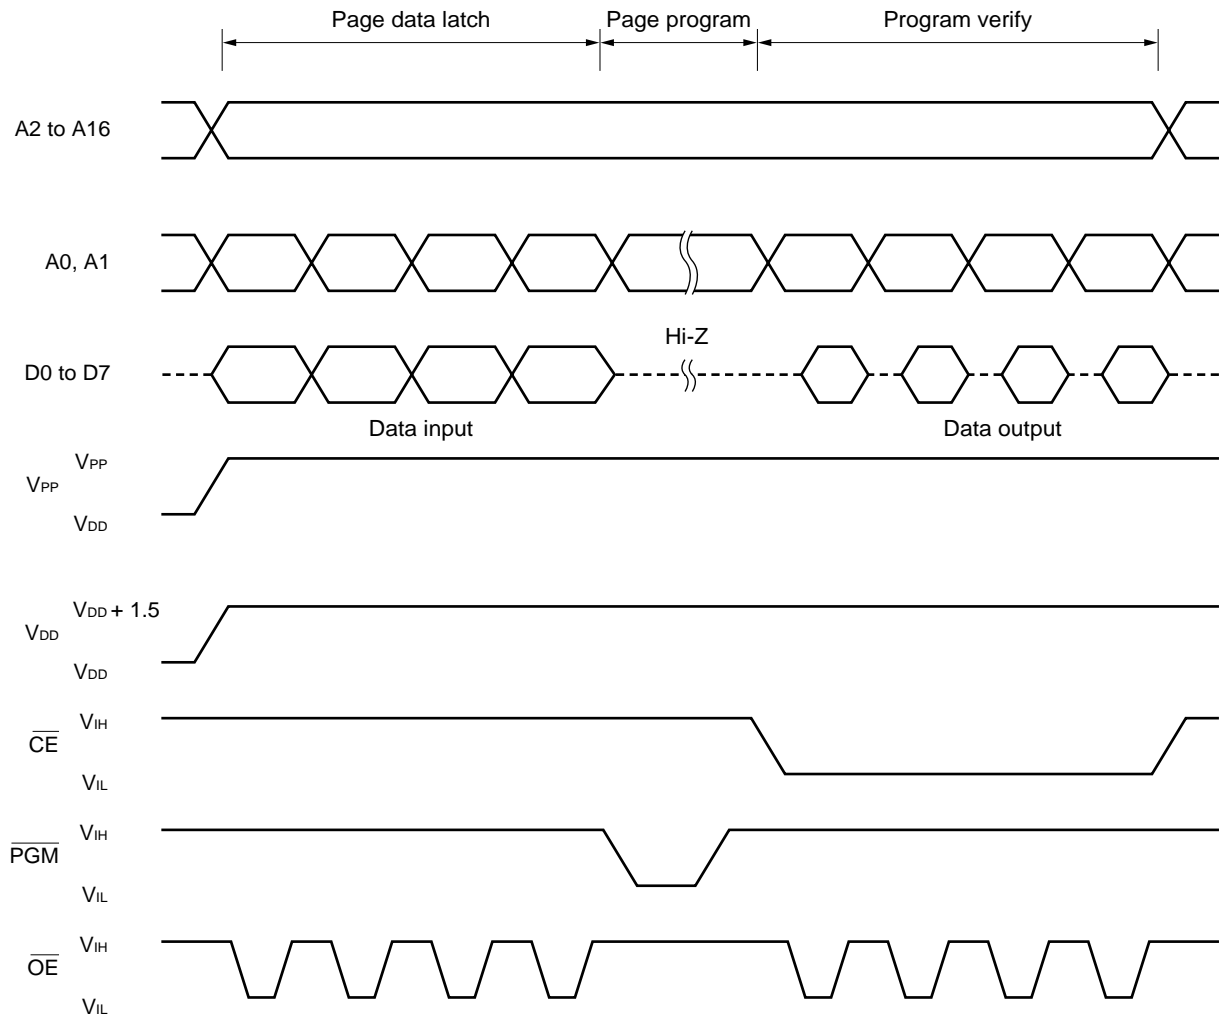 Page data latch Page program Program verify
A2 to A16
A0, A1
Hi-Z
D0 to D7
Data input Data output
VPP
VPP
VDD
VDD + 1.5
VDD
VDD
VIH
CE
VIL
VIH
PGM
VIL
VIH
OE
VIL